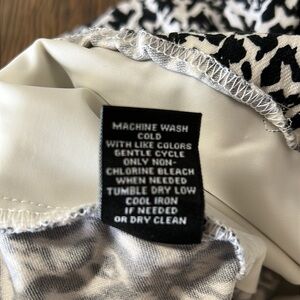 MACHINE WASH
COLD
WITH LIKE COLORS
GENTLE CYCLE
ONLY NON-
CHLORINE BLEACH
WHEN NEEDED
TUMBLE DRY LOW
COOL IRON
IF NEEDED
OR DRY CLEAN